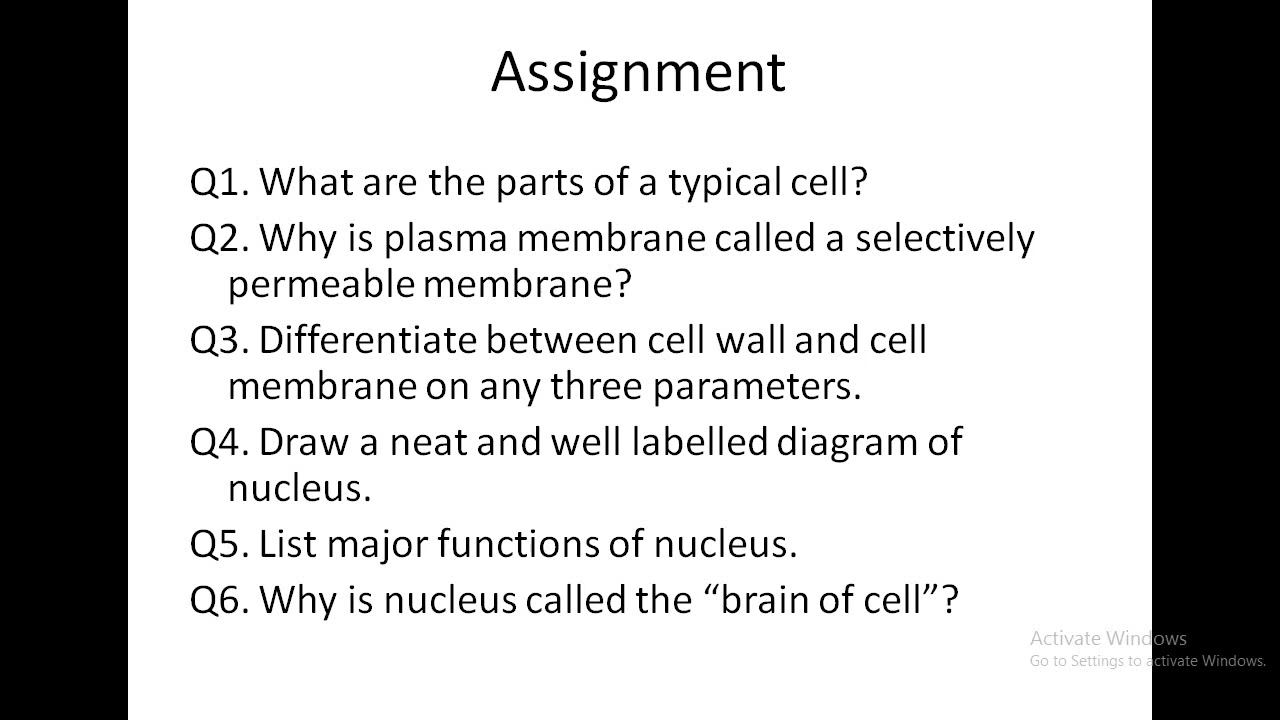 Assignment
Q1. What are the parts of a typical cell?
Q2. Why is plasma membrane called a selectively
permeable membrane?
Q3. Differentiate between cell wall and cell
membrane on any three parameters.
Q4. Draw a neat and well labelled diagram of
nucleus.
Q5. List major functions of nucleus.
Q6. Why is nucleus called the “brain of cell”?
Activate Windows
Go to Settings to activate Windows.